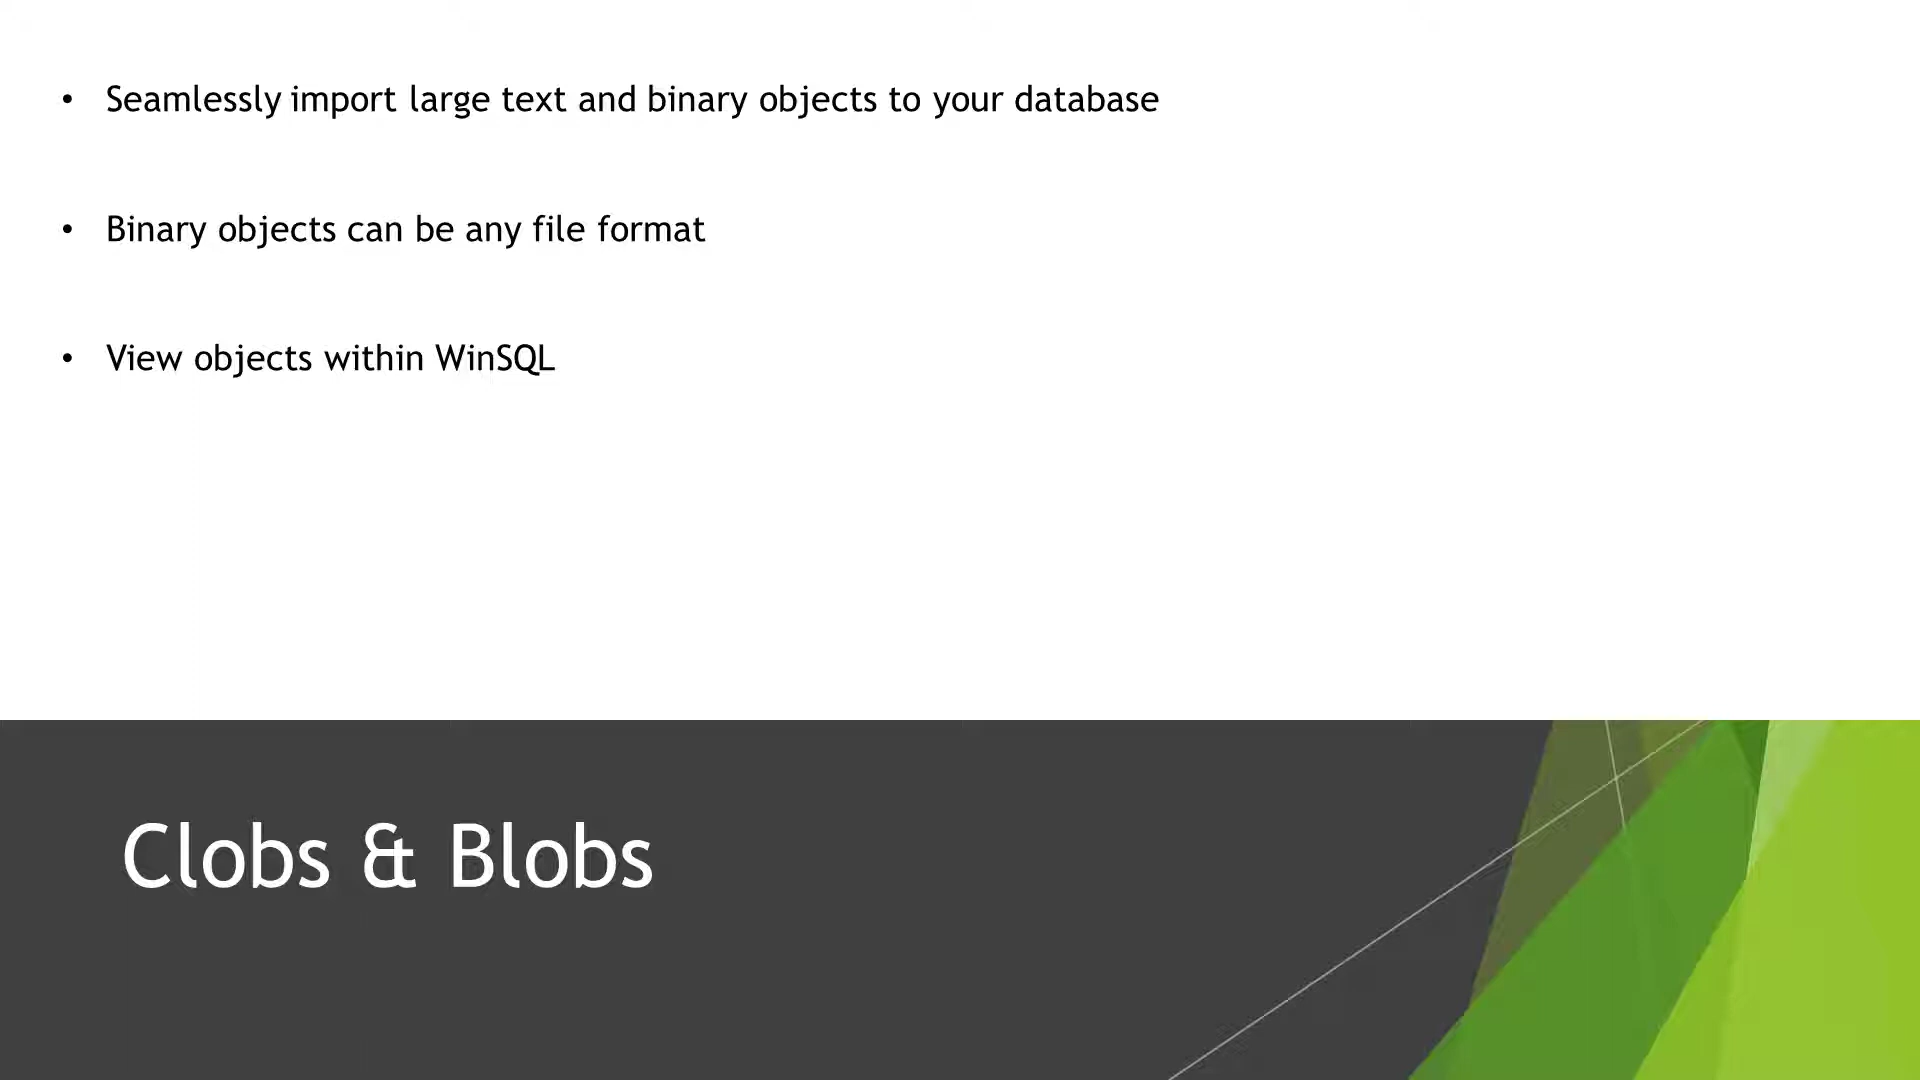 • Seamlessly import large text and binary objects to your database
• Binary objects can be any file format
• View objects within WinSQL
Clobs & Blobs